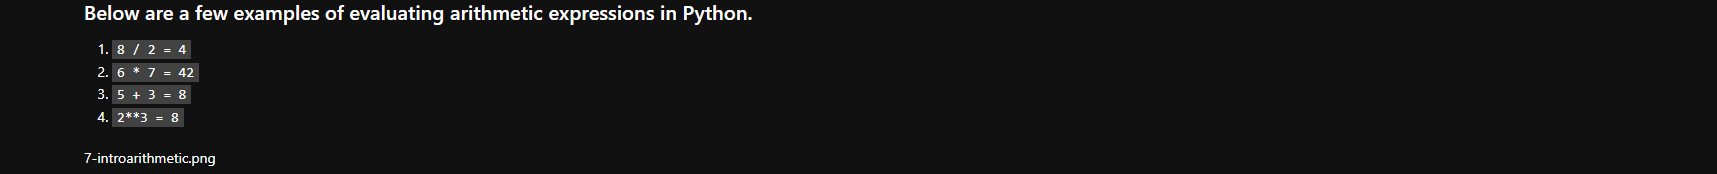 Below are a few examples of evaluating arithmetic expressions in Python.
1. 8 / 2 = 4
2. 6 * 7 = 42
3. 5 + 3 = 8
4. 2**3 = 8
7-introarithmetic.png